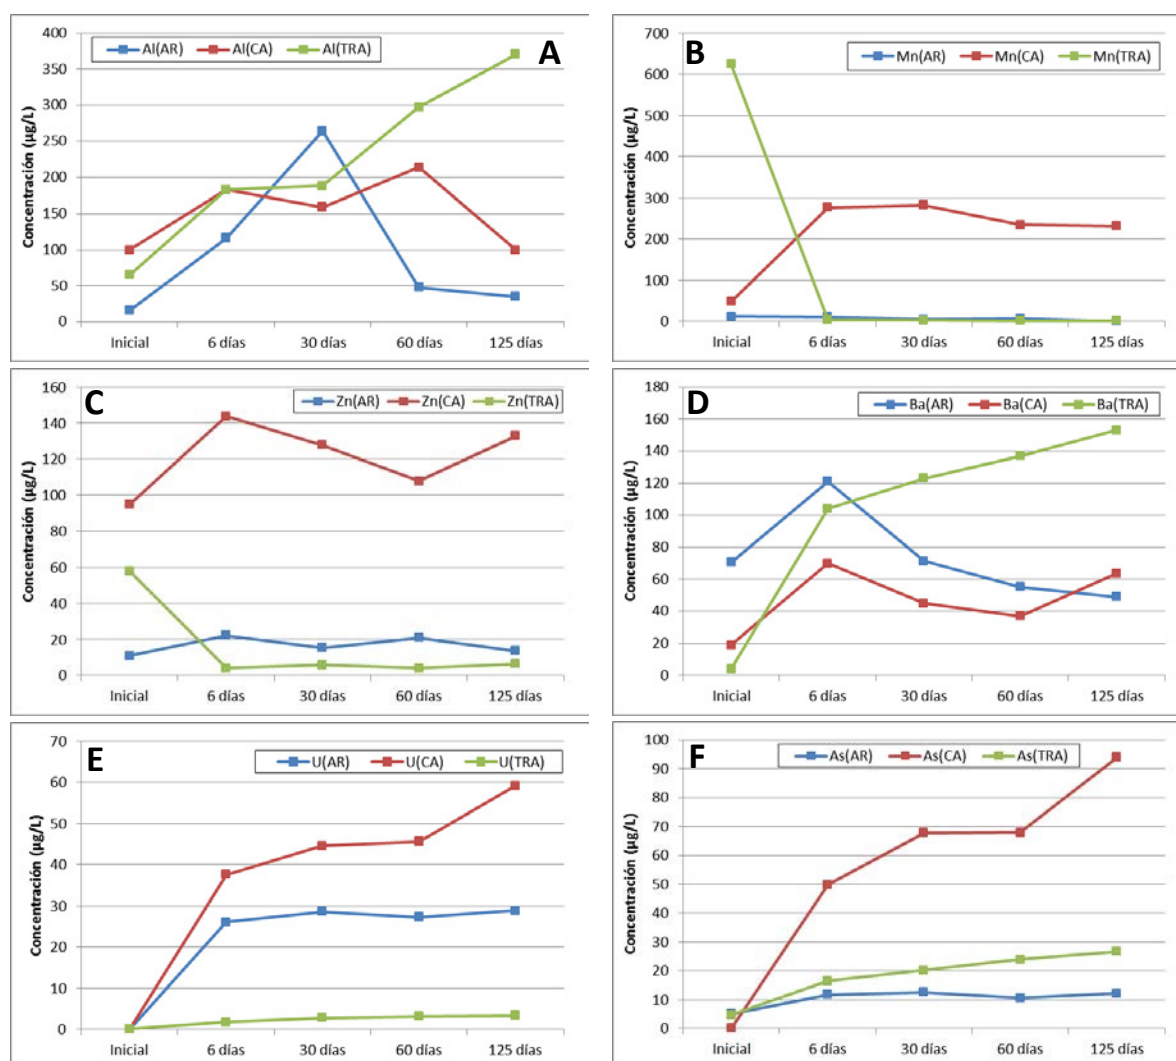 A
Al(AR) Al(CA) Al(TRA)
Concentración (µg/L)
400
350
300
250
200
150
100
50
0
Inicial 6 días 30 días 60 días 125 días
B
Mn(AR) Mn(CA) Mn(TRA)
Concentración (µg/L)
700
600
500
400
300
200
100
0
Inicial 6 días 30 días 60 días 125 días
C
Zn(AR) Zn(CA) Zn(TRA)
Concentración (µg/L)
160
140
120
100
80
60
40
20
0
Inicial 6 días 30 días 60 días 125 días
D
Ba(AR) Ba(CA) Ba(TRA)
Concentración (µg/L)
180
160
140
120
100
80
60
40
20
0
Inicial 6 días 30 días 60 días 125 días
E
U(AR) U(CA) U(TRA)
Concentración (µg/L)
70
60
50
40
30
20
10
0
Inicial 6 días 30 días 60 días 125 días
F
As(AR) As(CA) As(TRA)
Concentración (µg/L)
100
90
80
70
60
50
40
30
20
10
0
Inicial 6 días 30 días 60 días 125 días